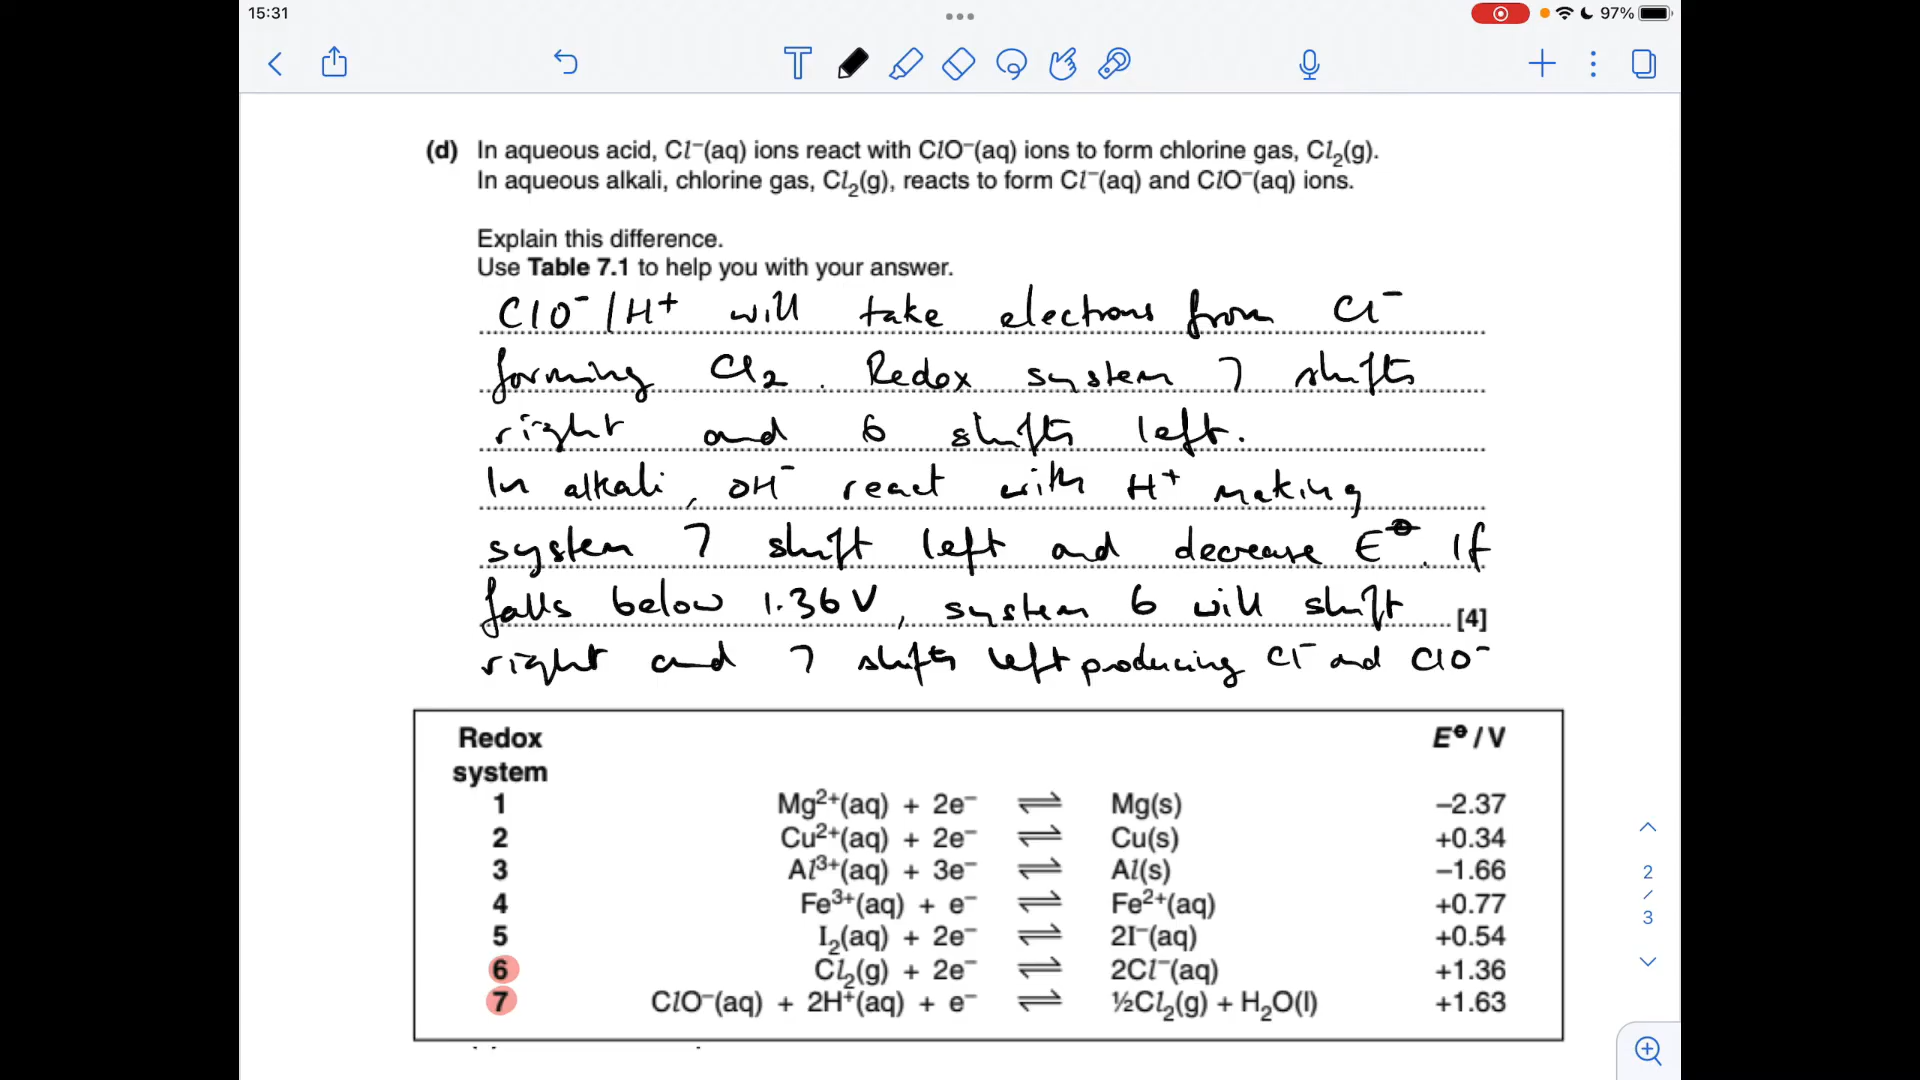 15:31
97%
(d) In aqueous acid, Cl⁻(aq) ions react with ClO⁻(aq) ions to form chlorine gas, Cl₂(g).
In aqueous alkali, chlorine gas, Cl₂(g), reacts to form Cl⁻(aq) and ClO⁻(aq) ions.
Explain this difference.
Use Table 7.1 to help you with your answer.
ClO⁻/H⁺ will take electrons from Cl⁻
forming Cl₂. Redox system 7 shifts
right and 6 shifts left.
In alkali, OH⁻ react with H⁺ making
system 7 shift left and decrease E⦵. If
falls below 1.36V, system 6 will shift [4]
right and 7 shifts left producing Cl⁻ and ClO⁻
Redox system E⦵/V
1 Mg²⁺(aq) + 2e⁻ ⇌ Mg(s) –2.37
2 Cu²⁺(aq) + 2e⁻ ⇌ Cu(s) +0.34
3 Al³⁺(aq) + 3e⁻ ⇌ Al(s) –1.66
4 Fe³⁺(aq) + e⁻ ⇌ Fe²⁺(aq) +0.77
5 I₂(aq) + 2e⁻ ⇌ 2I⁻(aq) +0.54
6 Cl₂(g) + 2e⁻ ⇌ 2Cl⁻(aq) +1.36
7 ClO⁻(aq) + 2H⁺(aq) + e⁻ ⇌ ½Cl₂(g) + H₂O(l) +1.63
2
/
3